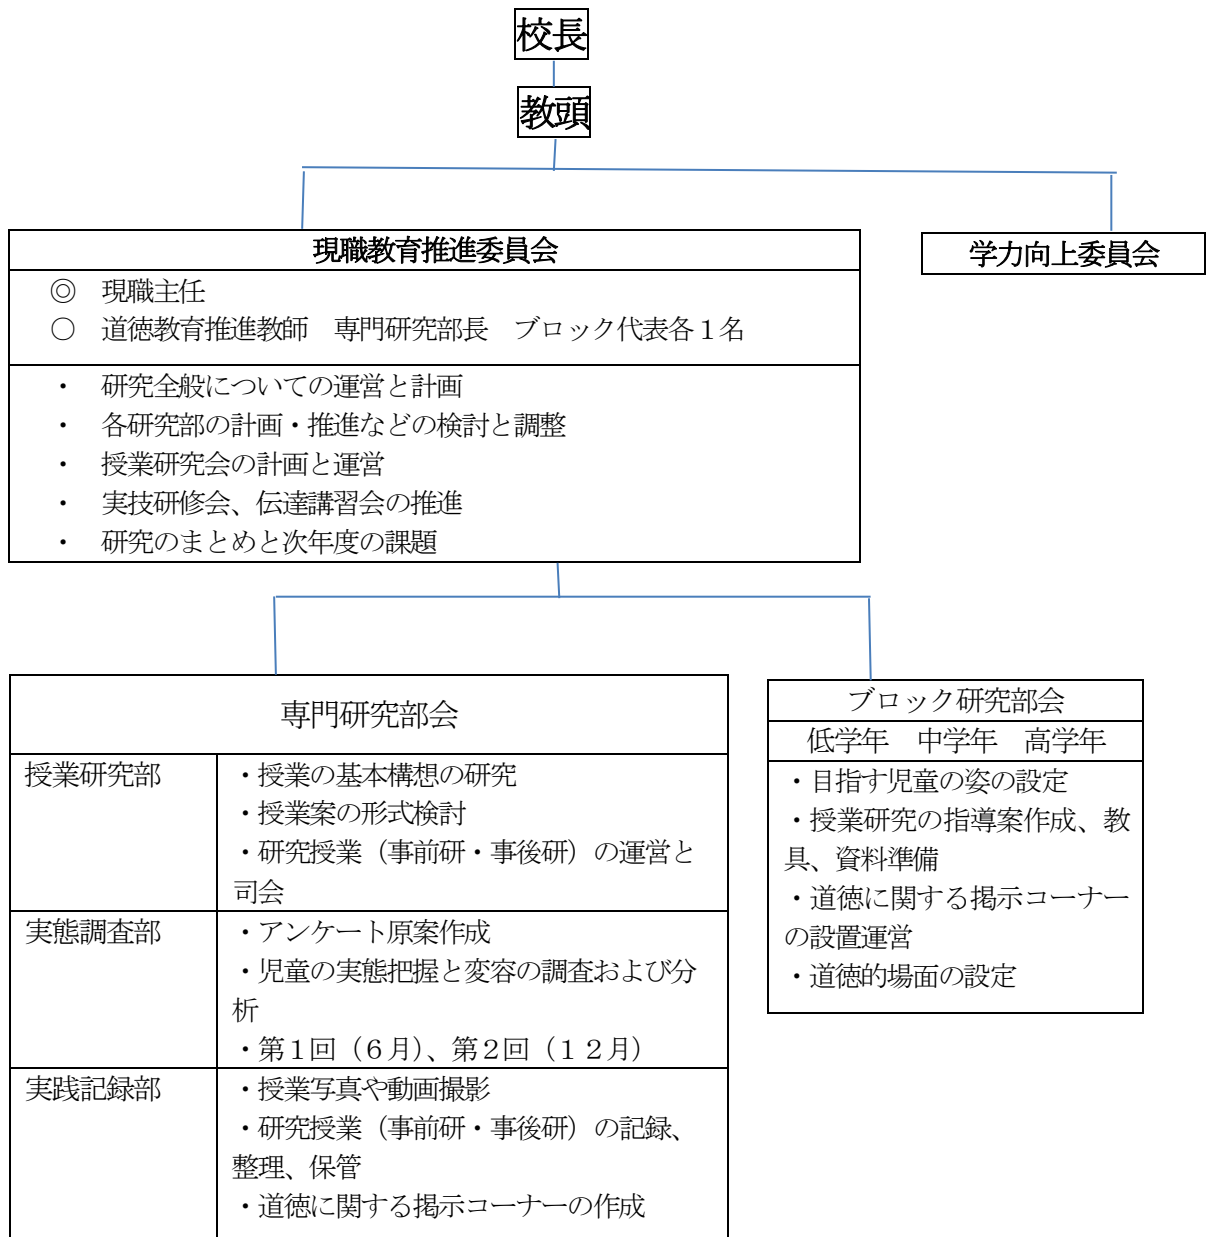 校長
教頭
現職教育推進委員会
学力向上委員会
◎　現職主任
○　道徳教育推進教師　専門研究部長　ブロック代表各１名
・　研究全般についての運営と計画
・　各研究部の計画・推進などの検討と調整
・　授業研究会の計画と運営
・　実技研修会、伝達講習会の推進
・　研究のまとめと次年度の課題
専門研究部会
授業研究部
・授業の基本構想の研究
・授業案の形式検討
・研究授業（事前研・事後研）の運営と
司会
実態調査部
・アンケート原案作成
・児童の実態把握と変容の調査および分
析
・第１回（６月）、第２回（１２月）
実践記録部
・授業写真や動画撮影
・研究授業（事前研・事後研）の記録、
整理、保管
・道徳に関する掲示コーナーの作成
ブロック研究部会
低学年　中学年　高学年
・目指す児童の姿の設定
・授業研究の指導案作成、教
具、資料準備
・道徳に関する掲示コーナー
の設置運営
・道徳的場面の設定